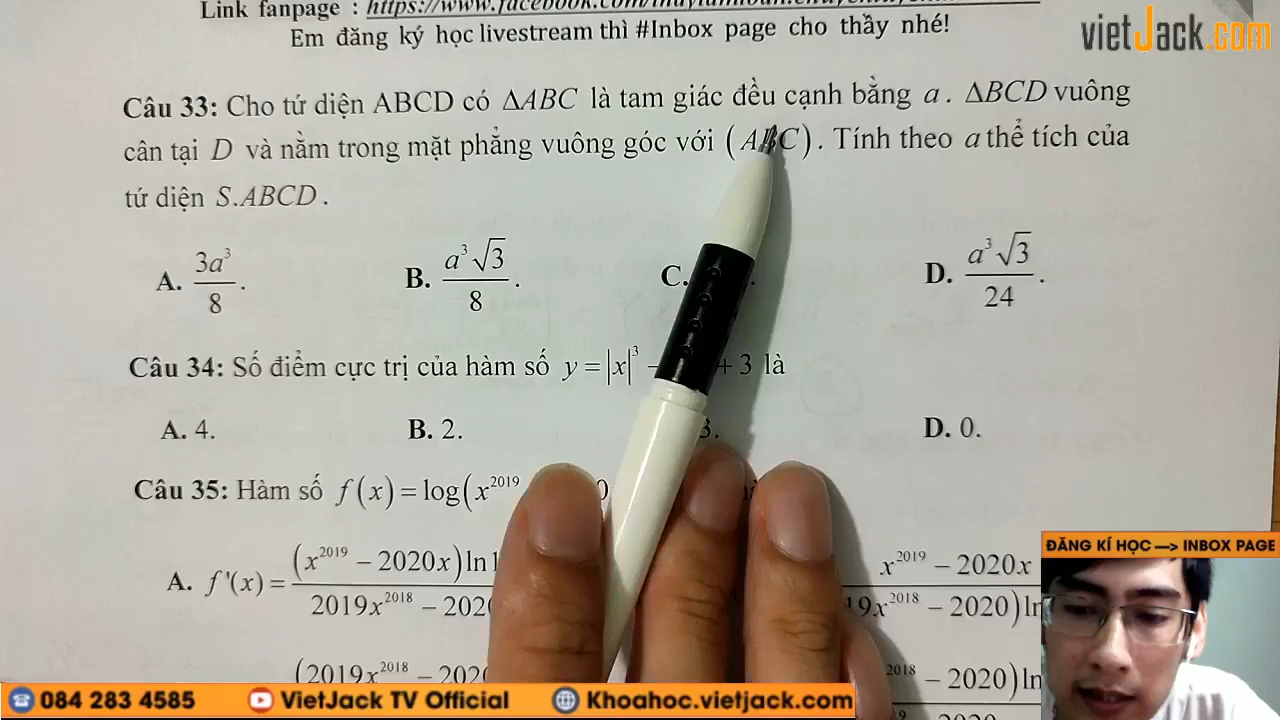 Link fanpage :
vietJack.com
Em đăng ký học livestream thì #Inbox page cho thầy nhé!
Câu 33: Cho tứ diện ABCD có ΔABC là tam giác đều cạnh bằng a. ΔBCD vuông
cân tại D và nằm trong mặt phẳng vuông góc với (ABC). Tính theo a thể tích của
tứ diện S.ABCD.
A. 3a³/8. B. a³√3/8. C. D. a³√3/24.
Câu 34: Số điểm cực trị của hàm số y = |x|³ − + 3 là
A. 4. B. 2. 3. D. 0.
Câu 35: Hàm số f(x) = log(x²⁰¹⁹
A. f'(x) = (x²⁰¹⁹ − 2020x)ln / 2019x²⁰¹⁸ − 202 x²⁰¹⁹ − 2020x / 19x²⁰¹⁸ − 2020)ln
(2019x²⁰¹⁸ − 202 2018 − 2020)ln
ĐĂNG KÍ HỌC —> INBOX PAGE
084 283 4585 VietJack TV Official Khoahoc.vietjack.com